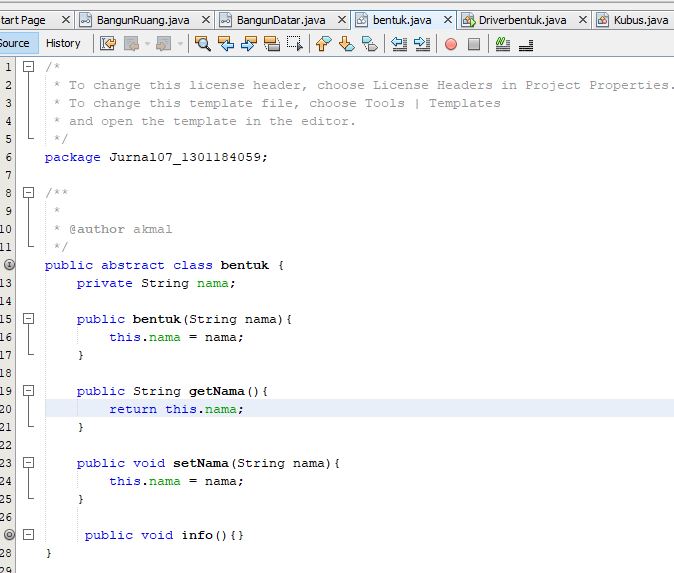 tart Page BangunRuang.java BangunDatar.java bentuk.java Driverbentuk.java Kubus.java
Source History
1 /*
2 * To change this license header, choose License Headers in Project Properties.
3 * To change this template file, choose Tools | Templates
4 * and open the template in the editor.
5 */
6 package Jurnal07_1301184059;
7
8 /**
9 *
10 * @author akmal
11 */
public abstract class bentuk {
13 private String nama;
14
15 public bentuk(String nama){
16 this.nama = nama;
17 }
18
19 public String getNama(){
20 return this.nama;
21 }
22
23 public void setNama(String nama){
24 this.nama = nama;
25 }
26
public void info(){}
28 }
29